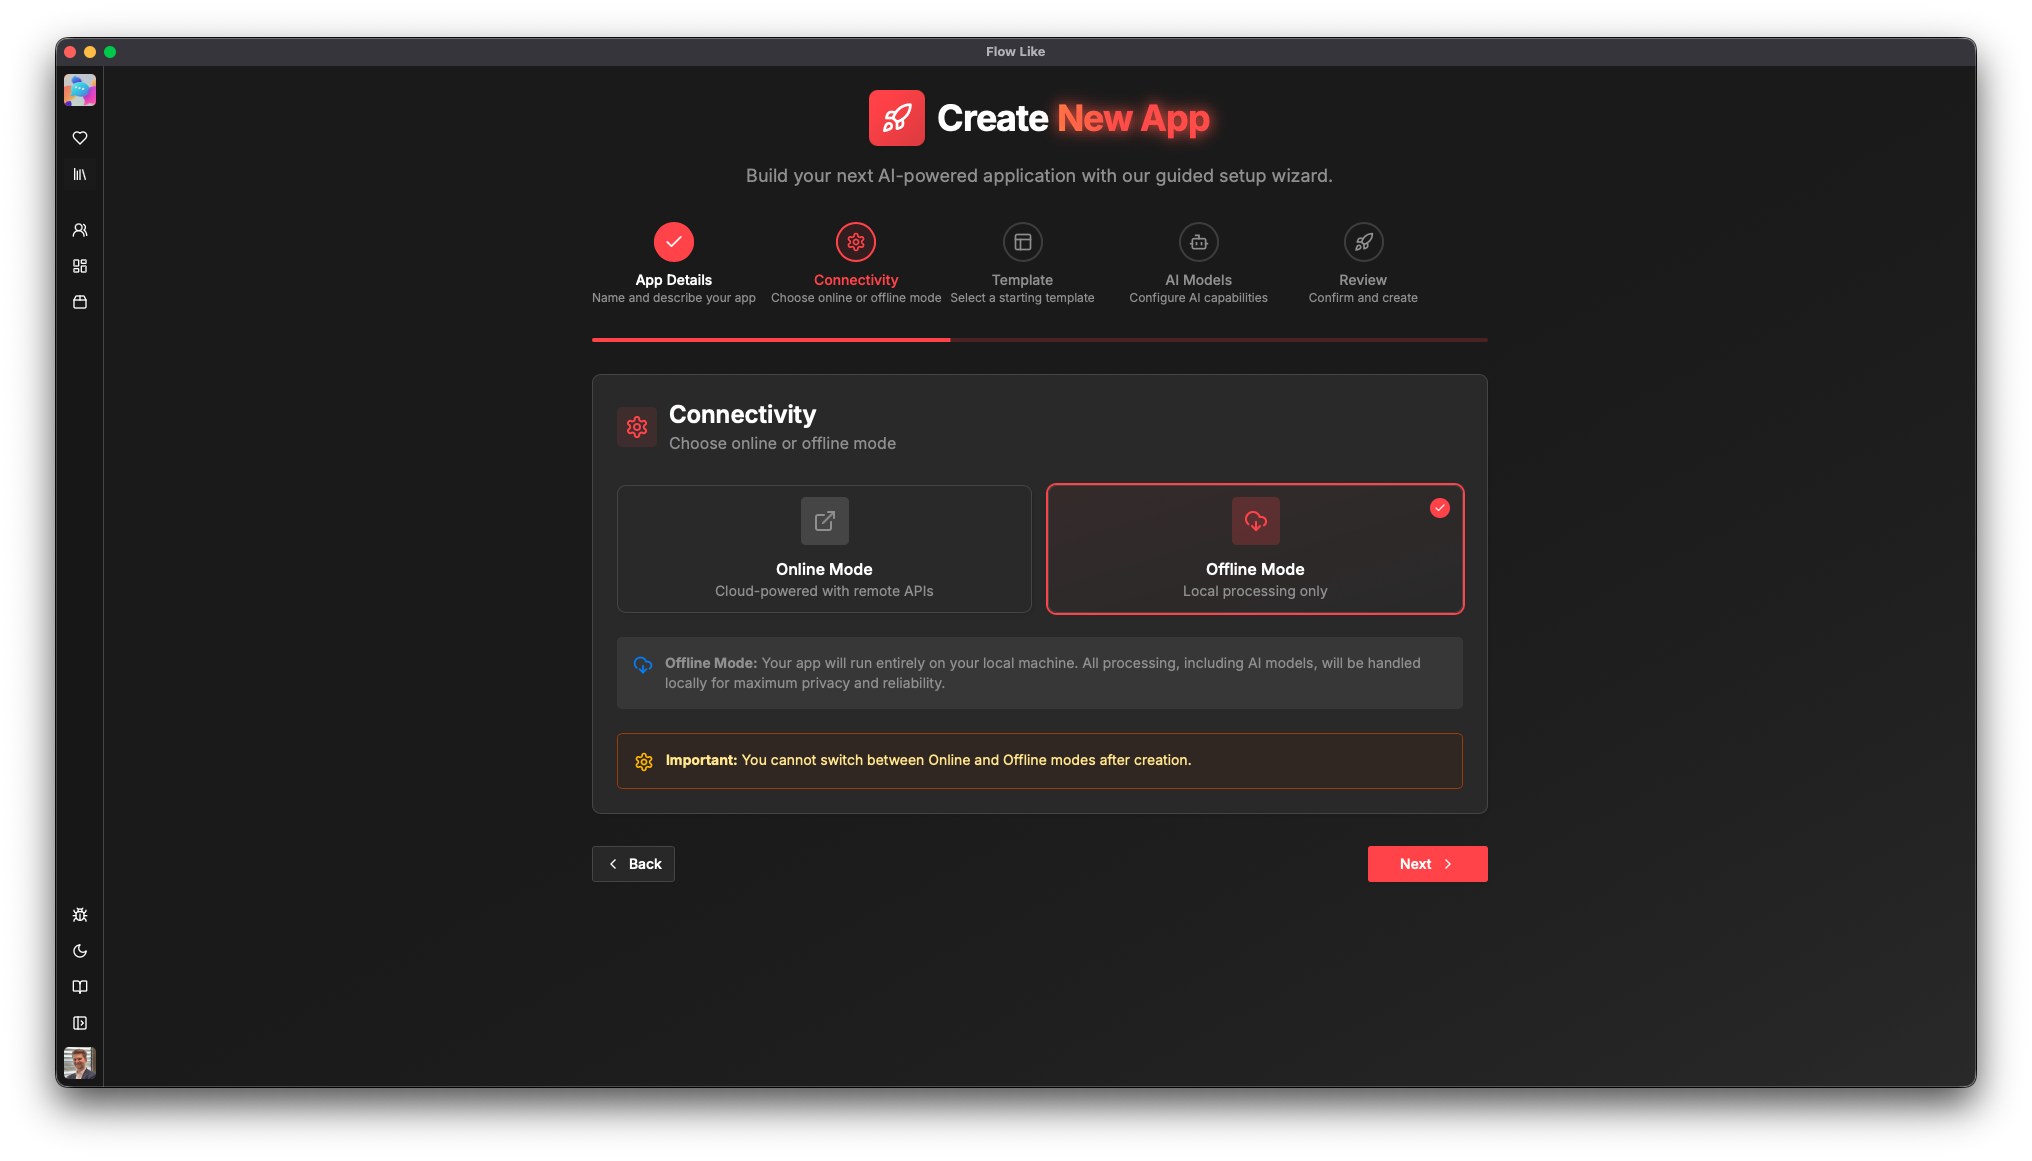 Flow Like
Create New App
Build your next AI-powered application with our guided setup wizard.
App Details
Name and describe your app
Connectivity
Choose online or offline mode
Template
Select a starting template
AI Models
Configure AI capabilities
Review
Confirm and create
Connectivity
Choose online or offline mode
Online Mode
Cloud-powered with remote APIs
Offline Mode
Local processing only
Offline Mode: Your app will run entirely on your local machine. All processing, including AI models, will be handled
locally for maximum privacy and reliability.
Important: You cannot switch between Online and Offline modes after creation.
Back
Next